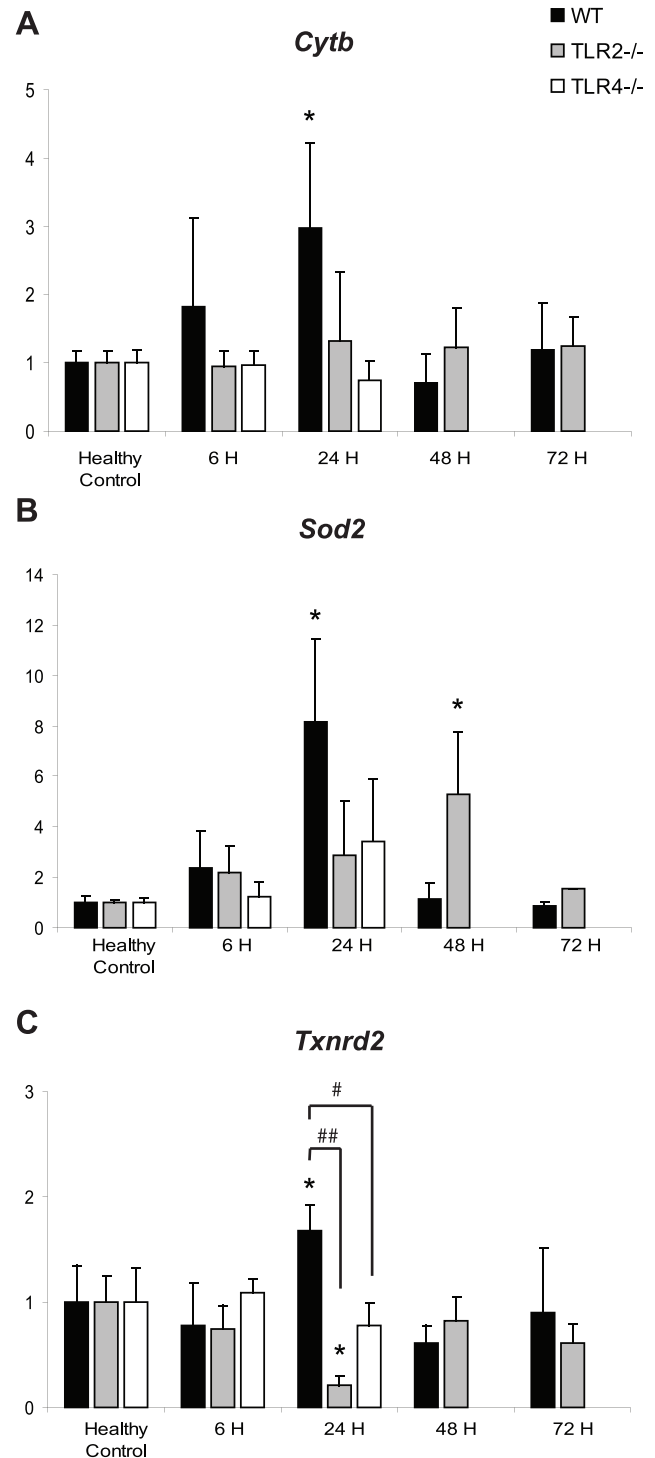 A
Cytb
WT
TLR2-/-
TLR4-/-
5
4
3
2
1
0
*
Healthy
Control
6 H
24 H
48 H
72 H
B
Sod2
14
12
10
8
6
4
2
0
*
*
Healthy
Control
6 H
24 H
48 H
72 H
C
Txnrd2
3
2
1
0
#
##
*
*
Healthy
Control
6 H
24 H
48 H
72 H